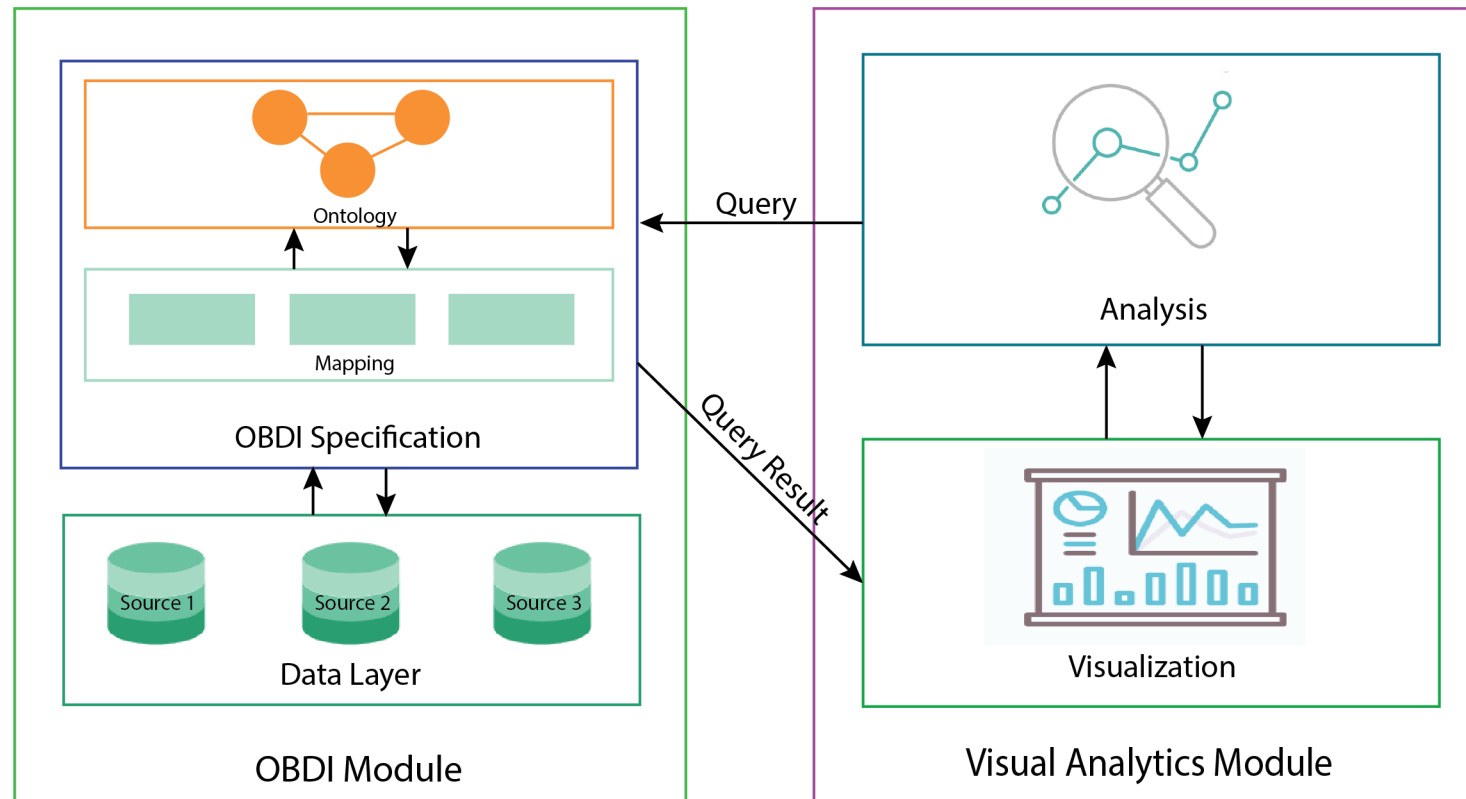 Ontology
Mapping
OBDI Specification
Source 1
Source 2
Source 3
Data Layer
OBDI Module
Query
Query Result
Analysis
Visualization
Visual Analytics Module